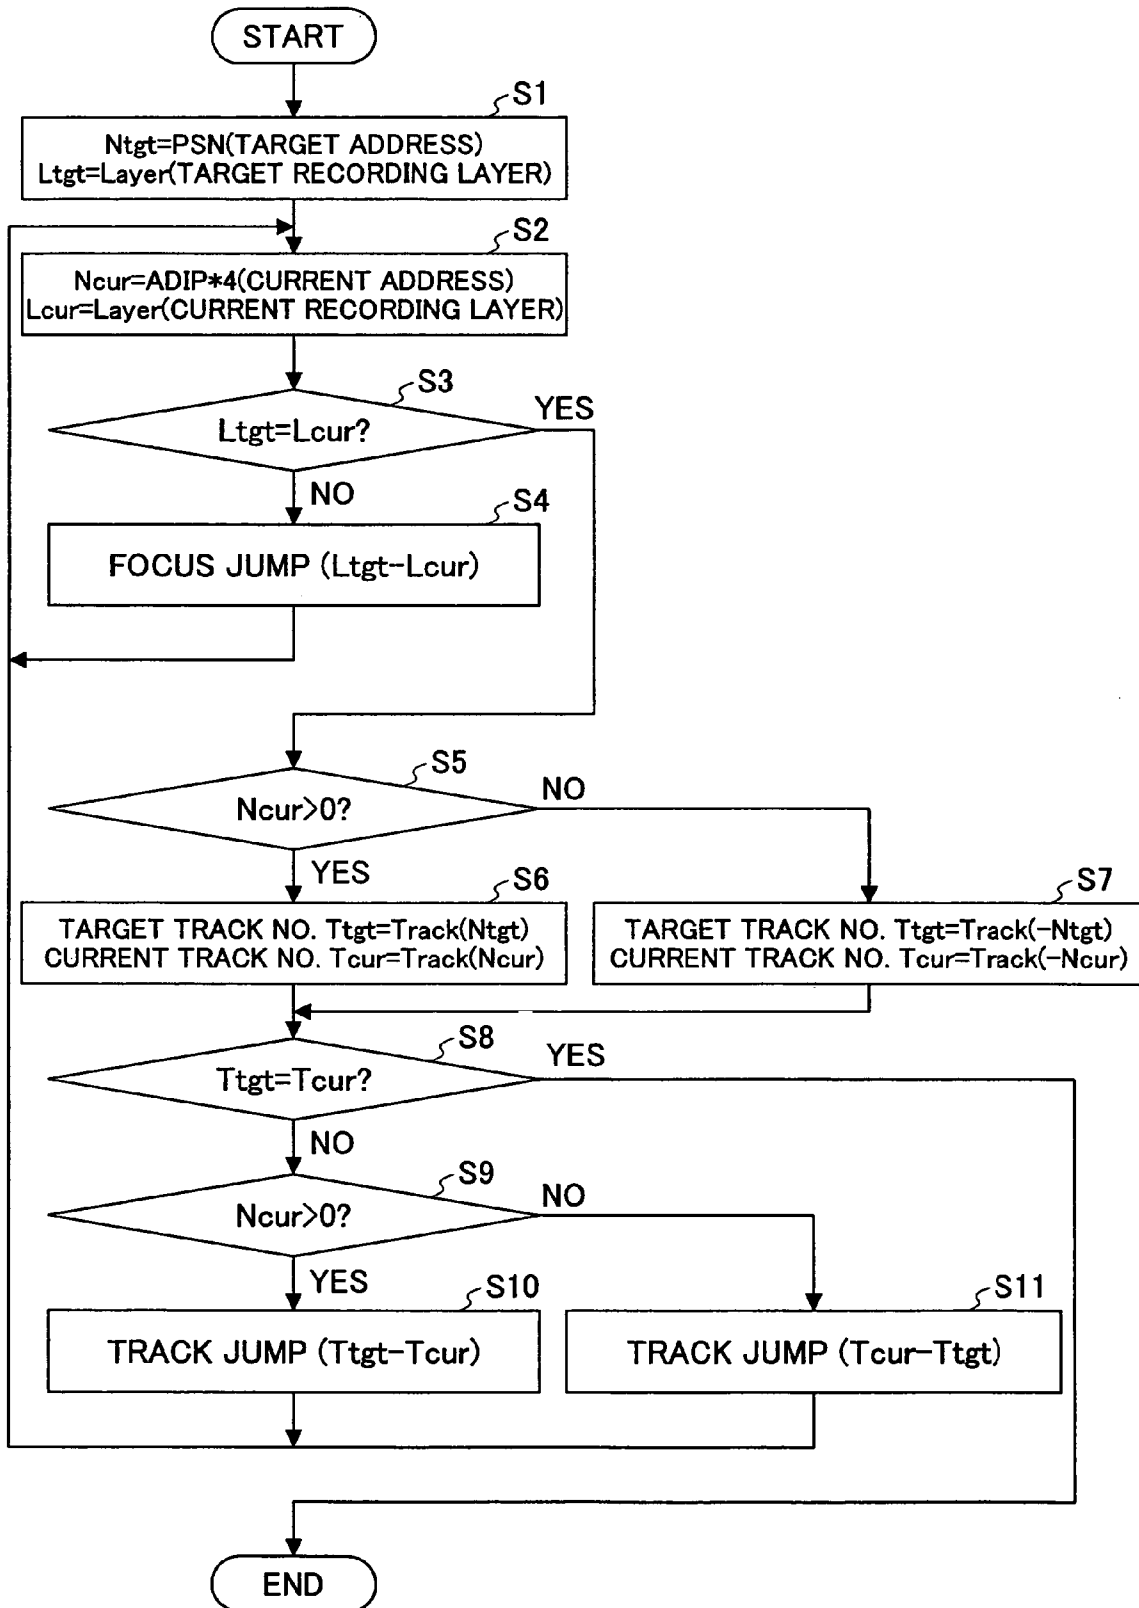 START
S1
Ntgt=PSN(TARGET ADDRESS)
Ltgt=Layer(TARGET RECORDING LAYER)
S2
Ncur=ADIP*4(CURRENT ADDRESS)
Lcur=Layer(CURRENT RECORDING LAYER)
S3
Ltgt=Lcur?
YES
NO
S4
FOCUS JUMP (Ltgt-Lcur)
S5
Ncur>0?
NO
YES
S6
TARGET TRACK NO. Ttgt=Track(Ntgt)
CURRENT TRACK NO. Tcur=Track(Ncur)
S7
TARGET TRACK NO. Ttgt=Track(-Ntgt)
CURRENT TRACK NO. Tcur=Track(-Ncur)
S8
Ttgt=Tcur?
YES
NO
S9
Ncur>0?
NO
YES
S10
TRACK JUMP (Ttgt-Tcur)
S11
TRACK JUMP (Tcur-Ttgt)
END